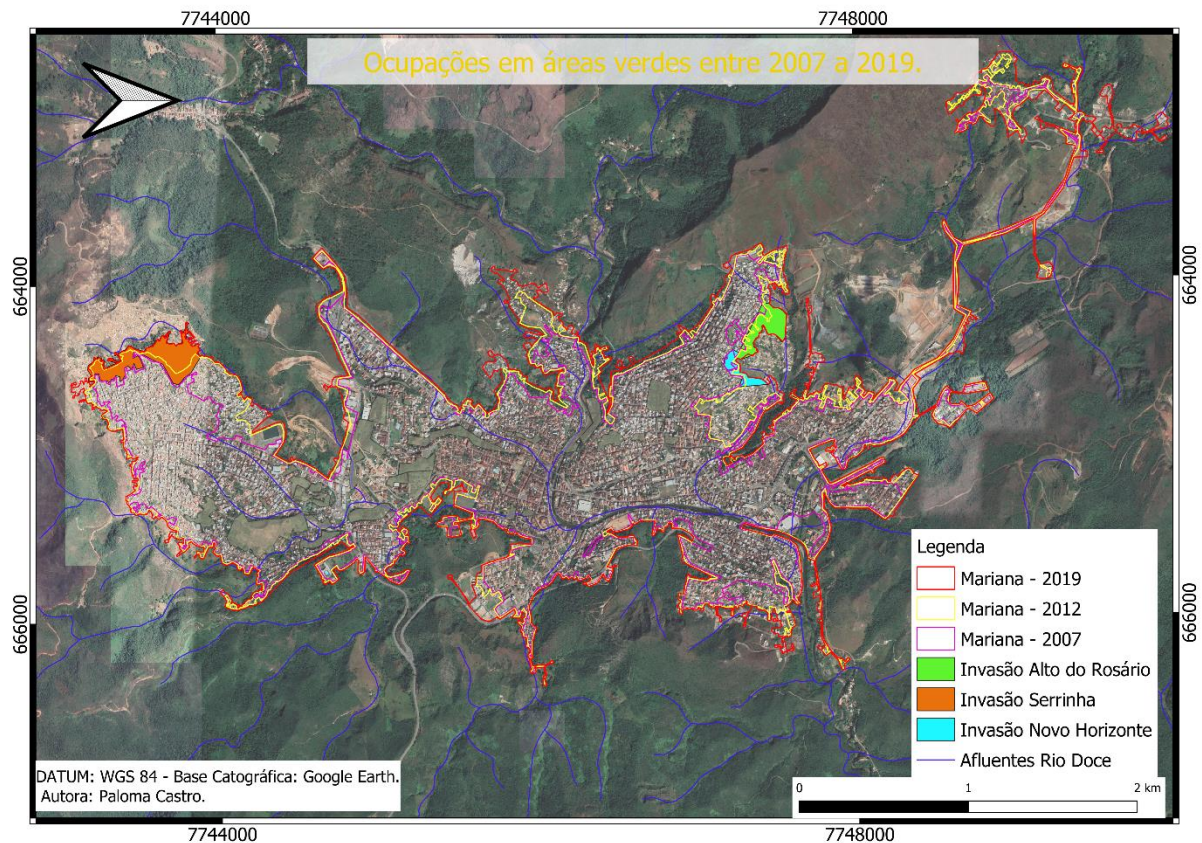 7744000
7748000
Ocupações em áreas verdes entre 2007 a 2019.
664000
664000
666000
666000
Legenda
Mariana - 2019
Mariana - 2012
Mariana - 2007
Invasão Alto do Rosário
Invasão Serrinha
Invasão Novo Horizonte
Afluentes Rio Doce
DATUM: WGS 84 - Base Catográfica: Google Earth.
Autora: Paloma Castro.
0 1 2 km
7744000
7748000